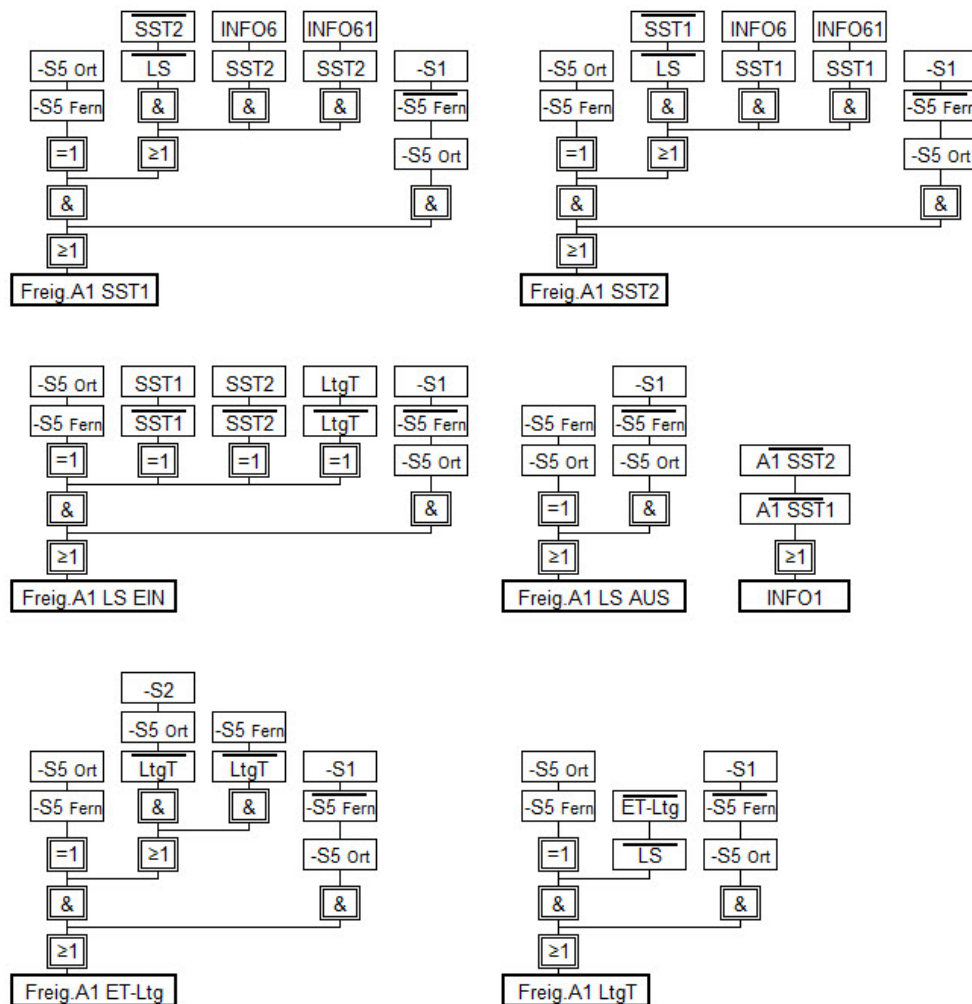 SST2 INFO6 INFO61
-S5 Ort LS SST2 SST2 -S1
-S5 Fern & & & -S5 Fern
=1 ≥1 -S5 Ort
& &
≥1
Freig.A1 SST1
SST1 INFO6 INFO61
-S5 Ort LS SST1 SST1 -S1
-S5 Fern & & & -S5 Fern
=1 ≥1 -S5 Ort
& &
≥1
Freig.A1 SST2
-S5 Ort SST1 SST2 LtgT -S1
-S5 Fern SST1 SST2 LtgT -S5 Fern
=1 =1 =1 =1 -S5 Ort
& &
≥1
Freig.A1 LS EIN
-S1
-S5 Fern -S5 Fern
-S5 Ort -S5 Ort
=1 &
≥1
Freig.A1 LS AUS
A1 SST2
A1 SST1
≥1
INFO1
-S2
-S5 Ort -S5 Fern
-S5 Ort LtgT LtgT -S1
-S5 Fern & & -S5 Fern
=1 ≥1 -S5 Ort
& &
≥1
Freig.A1 ET-Ltg
-S5 Ort -S1
-S5 Fern ET-Ltg -S5 Fern
=1 LS -S5 Ort
& &
≥1
Freig.A1 LtgT